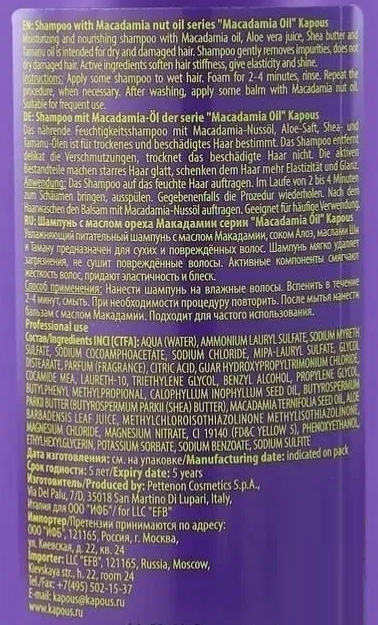 EN: Shampoo with Macadamia nut oil series "Macadamia Oil" Kapous
Moisturizing and nourishing shampoo with Macadamia oil, Aloe vera juice, Shea butter and
Tamanu oil is intended for dry and damaged hair. Shampoo gently removes impurities, does not
dry damaged hair. Active ingredients soften hair stiffness, give elasticity and shine.
Instructions: Apply some shampoo to wet hair. Foam for 2-4 minutes, rinse. Repeat the
procedure, when necessary. After washing, apply some balm with Macadamia nut oil.
Suitable for frequent use.
DE: Shampoo mit Macadamia-Öl der serie "Macadamia Oil" Kapous
Das nährende Feuchtigkeitsshampoo mit Macadamia-Nussöl, Aloe-Saft, Shea- und
Tamanu-Ölen ist für trockenes und beschädigtes Haar bestimmt. Das Shampoo entfernt
delikat die Verschmutzungen, trocknet das beschädigte Haar nicht. Die aktiven
Bestandteile machen starres Haar glatt, schenken dem Haar mehr Elastizität und Glanz.
Anwendung: Das Shampoo auf das feuchte Haar auftragen. Im Laufe von 2 bis 4 Minuten
zum Schäumen bringen, ausspülen. Gegebenenfalls die Prozedur wiederholen. Nach dem
Haarwaschen den Balsam mit Macadamia-Nussöl auftragen. Geeignet für häufige Verwendung.
RU: Шампунь с маслом ореха Макадамии серии "Macadamia Oil" Kapous
Увлажняющий питательный шампунь с маслом Макадамии, соком Алоэ, маслами Ши
и Таману предназначен для сухих и повреждённых волос. Шампунь мягко удаляет
загрязнения, не сушит повреждённые волосы. Активные компоненты смягчают
жёсткость волос, придают эластичность и блеск.
Способ применения: Нанести шампунь на влажные волосы. Вспенить в течение
2-4 минут, смыть. При необходимости процедуру повторить. После мытья нанести
бальзам с маслом Макадамии. Подходит для частого использования.
Professional use
Состав/Ingredients INCI (CTFA): AQUA (WATER), AMMONIUM LAURYL SULFATE, SODIUM MYRETH
SULFATE, SODIUM COCOAMPHOACETATE, SODIUM CHLORIDE, MIPA-LAURYL SULFATE, GLYCOL
DISTEARATE, PARFUM (FRAGRANCE), CITRIC ACID, GUAR HYDROXYPROPYLTRIMONIUM CHLORIDE,
COCAMIDE MEA, LAURETH-10, TRIETHYLENE GLYCOL, BENZYL ALCOHOL, PROPYLENE GLYCOL,
BUTYLPHENYL METHYLPROPIONAL, CALOPHYLLUM INOPHYLLUM SEED OIL, BUTYROSPERMUM
PARKII BUTTER (BUTYROSPERMUM PARKII (SHEA) BUTTER), MACADAMIA TERNIFOLIA SEED OIL, ALOE
BARBADENSIS LEAF JUICE, METHYLCHLOROISOTHIAZOLINONE METHYLISOTHIAZOLINONE,
MAGNESIUM CHLORIDE, MAGNESIUM NITRATE, CI 19140 (FD&C YELLOW 5), PHENOXYETHANOL,
ETHYLHEXYLGLYCERIN, POTASSIUM SORBATE, SODIUM BENZOATE, SODIUM SULFITE
Дата изготовления: см. на упаковке/Manufacturing date: indicated on pack
Срок годности: 5 лет/Expiry date: 5 years
Изготовитель/Produced by: Pettenon Cosmetics S.p.A.,
Via Del Palu, 7/D, 35018 San Martino Di Lupari, Italy,
Италия для ООО "ИФБ"/ for LLC "EFB"
Импортер/Претензии принимаются по адресу:
ООО "ИФБ", 121165, Россия, г. Москва,
ул. Киевская, д. 22, кв. 24
Importer: LLC "EFB", 121165, Russia, Moscow,
Kievskaya str., h. 22, room 24
Tel./Fax: +7(495) 502-15-37
E-mail: kapous@kapous.ru
www.kapous.ru